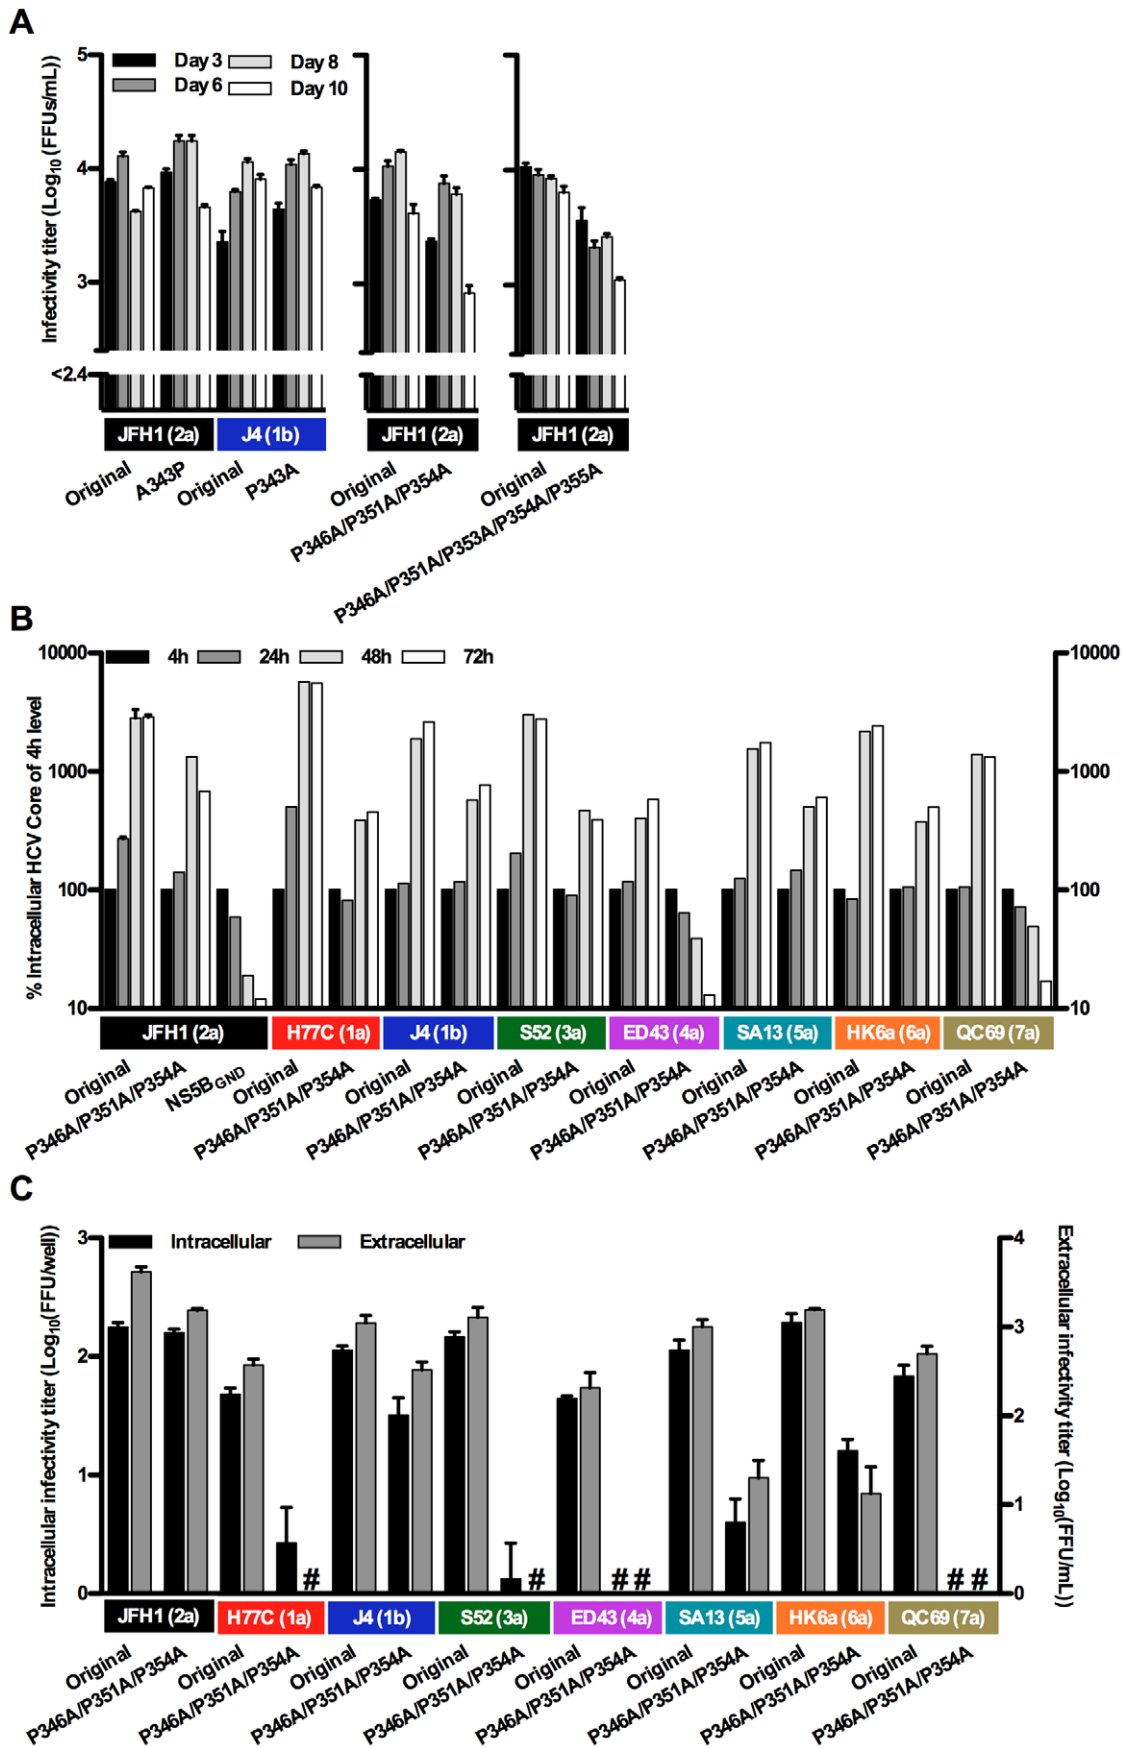 A
Infectivity titer (Log10(FFUs/mL))
5
4
3
<2.4
Day 3
Day 8
Day 6
Day 10
JFH1 (2a)
J4 (1b)
JFH1 (2a)
JFH1 (2a)
Original
A343P
Original
P343A
Original
P346A/P351A/P354A
Original
P346A/P351A/P353A/P354A/P355A
B
% Intracellular HCV Core of 4h level
10000
1000
100
10
4h
24h
48h
72h
10000
1000
100
10
JFH1 (2a)
H77C (1a)
J4 (1b)
S52 (3a)
ED43 (4a)
SA13 (5a)
HK6a (6a)
QC69 (7a)
Original
P346A/P351A/P354A
NS5BGND
Original
P346A/P351A/P354A
Original
P346A/P351A/P354A
Original
P346A/P351A/P354A
Original
P346A/P351A/P354A
Original
P346A/P351A/P354A
Original
P346A/P351A/P354A
Original
P346A/P351A/P354A
C
Intracellular infectivity titer (Log10(FFU/well))
3
2
1
0
Intracellular
Extracellular
#
#
# #
# #
4
3
2
1
0
Extracellular infectivity titer (Log10(FFU/mL))
JFH1 (2a)
H77C (1a)
J4 (1b)
S52 (3a)
ED43 (4a)
SA13 (5a)
HK6a (6a)
QC69 (7a)
Original
P346A/P351A/P354A
Original
P346A/P351A/P354A
Original
P346A/P351A/P354A
Original
P346A/P351A/P354A
Original
P346A/P351A/P354A
Original
P346A/P351A/P354A
Original
P346A/P351A/P354A
Original
P346A/P351A/P354A